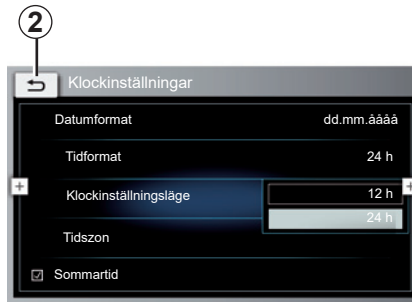 2
Klockinställningar
Datumformat dd.mm.åååå
Tidformat 24 h
Klockinställningsläge 12 h
24 h
Tidszon
Sommartid